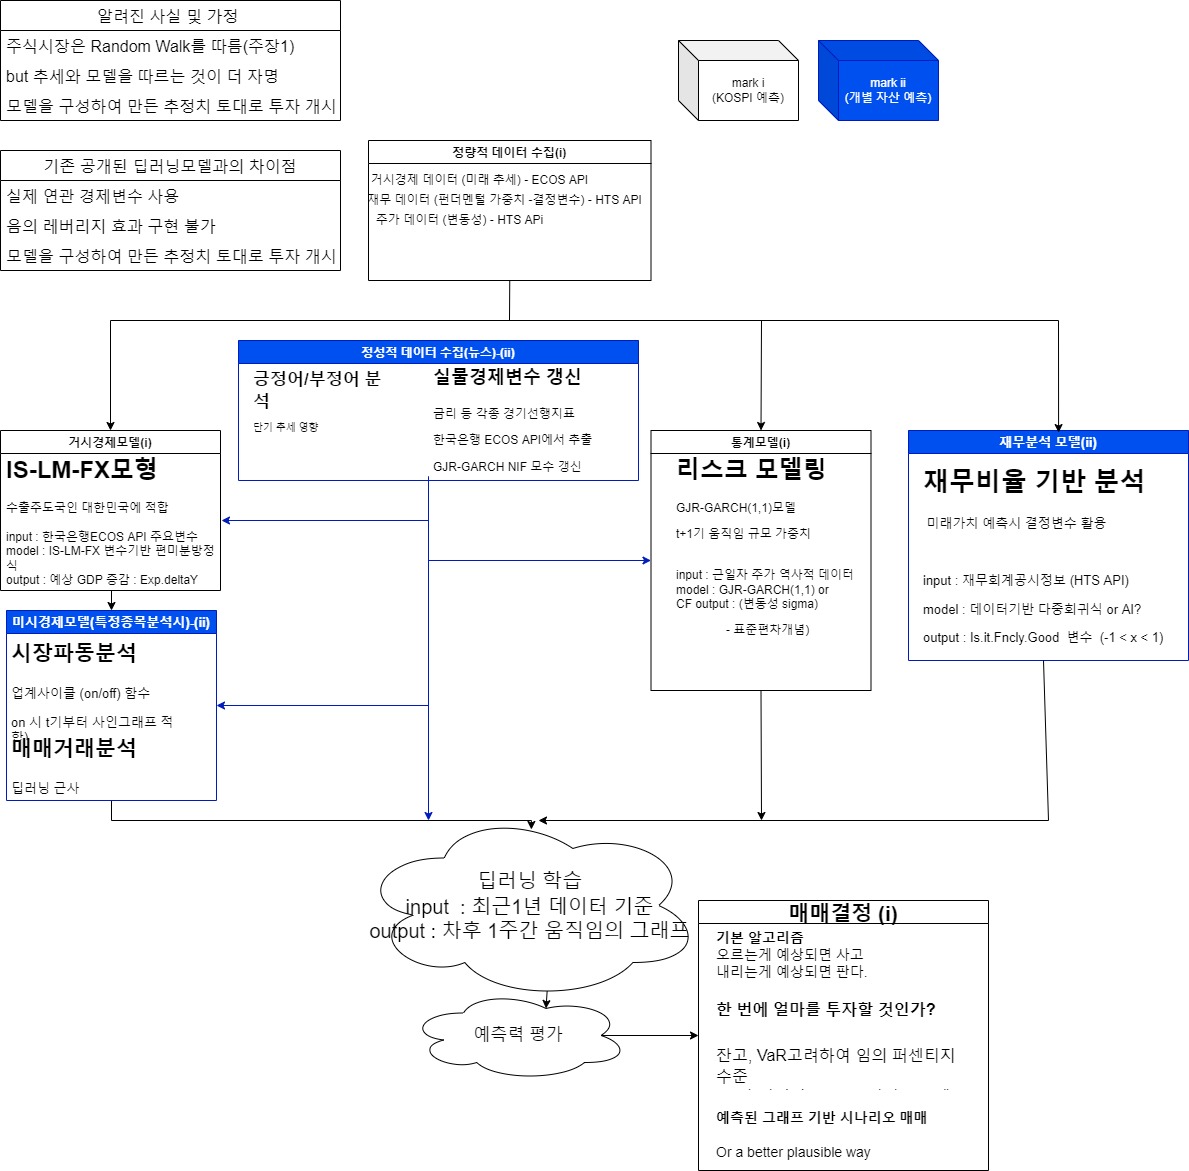 알려진 사실 및 가정
주식시장은 Random Walk를 따름(주장1)
but 추세와 모델을 따르는 것이 더 자명
모델을 구성하여 만든 추정치 토대로 투자 개시
기존 공개된 딥러닝모델과의 차이점
실제 연관 경제변수 사용
음의 레버리지 효과 구현 불가
모델을 구성하여 만든 추정치 토대로 투자 개시
mark i
(KOSPI 예측)
mark ii
(개별 자산 예측)
정량적 데이터 수집(i)
거시경제 데이터 (미래 추세) - ECOS API
재무 데이터 (펀더멘털 가중치 -결정변수) - HTS API
주가 데이터 (변동성) - HTS APi
정성적 데이터 수집(뉴스)-(ii)
긍정어/부정어 분
석
단기 추세 영향
실물경제변수 갱신
금리 등 각종 경기선행지표
한국은행 ECOS API에서 추출
GJR-GARCH NIF 모수 갱신
거시경제모델(i)
IS-LM-FX모형
수출주도국인 대한민국에 적합
input : 한국은행ECOS API 주요변수
model : IS-LM-FX 변수기반 편미분방정
식
output : 예상 GDP 증감 : Exp.deltaY
미시경제모델(특정종목분석시)-(ii)
시장파동분석
업계사이클 (on/off) 함수
on 시 t기부터 사인그래프 적
합)
매매거래분석
딥러닝 근사
통계모델(i)
리스크 모델링
GJR-GARCH(1,1)모델
t+1기 움직임 규모 가중치
input : 근일자 주가 역사적 데이터
model : GJR-GARCH(1,1) or
CF output : (변동성 sigma)
- 표준편차개념)
재무분석 모델(ii)
재무비율 기반 분석
미래가치 예측시 결정변수 활용
input : 재무회계공시정보 (HTS API)
model : 데이터기반 다중회귀식 or AI?
output : Is.it.Fncly.Good 변수 (-1 < x < 1)
딥러닝 학습
input : 최근1년 데이터 기준
output : 차후 1주간 움직임의 그래프
예측력 평가
매매결정 (i)
기본 알고리즘
오르는게 예상되면 사고
내리는게 예상되면 판다.
한 번에 얼마를 투자할 것인가?
잔고, VaR고려하여 임의 퍼센티지
수준
예측된 그래프 기반 시나리오 매매
Or a better plausible way